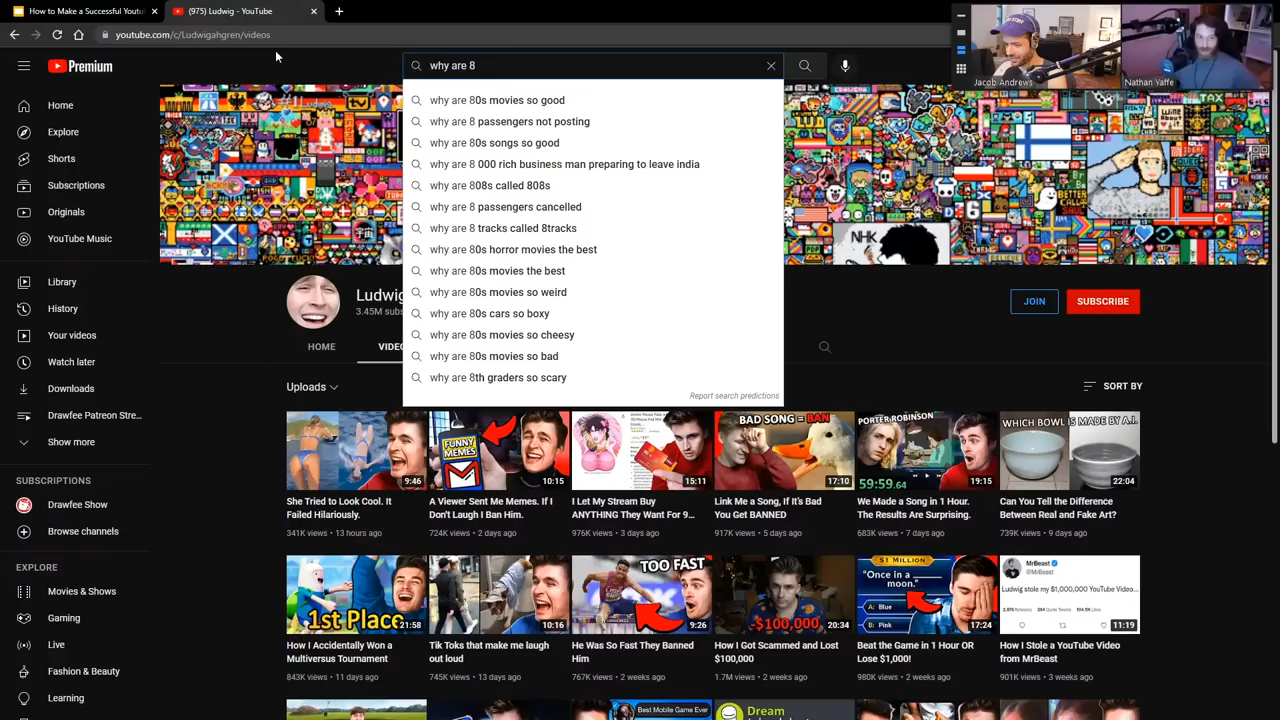 How to Make a Successful Youtu
(975) Ludwig - YouTube
youtube.com/c/Ludwigahgren/videos
Jacob Andrews
Nathan Yaffe
Premium
why are 8
why are 80s movies so good
why are 8 passengers not posting
why are 80s songs so good
why are 8 000 rich business man preparing to leave india
why are 808s called 808s
why are 8 passengers cancelled
why are 8 tracks called 8tracks
why are 80s horror movies the best
why are 80s movies the best
why are 80s movies so weird
why are 80s cars so boxy
why are 80s movies so cheesy
why are 80s movies so bad
why are 8th graders so scary
Report search predictions
Home
Explore
Shorts
Subscriptions
Originals
YouTube Music
Library
History
Your videos
Watch later
Downloads
Drawfee Patreon Stre...
Show more
SUBSCRIPTIONS
Drawfee Show
Browse channels
EXPLORE
Movies & Shows
Gaming
Live
Fashion & Beauty
Learning
TAX
BETTER
CALL
NHK
Ludwig
3.45M subs
JOIN
SUBSCRIBE
HOME
VIDEO
Uploads
SORT BY
9:46
She Tried to Look Cool. It
Failed Hilariously.
341K views • 13 hours ago
FUNNY
MEMES
10:15
A Viewer Sent Me Memes. If I
Don't Laugh I Ban Him.
724K views • 2 days ago
15:11
I Let My Stream Buy
ANYTHING They Want For 9...
976K views • 3 days ago
BAD SONG = BAN
17:10
Link Me a Song, If It's Bad
You Get BANNED
917K views • 5 days ago
PORTER ROBINSON
59:59.64
19:15
We Made a Song in 1 Hour.
The Results Are Surprising.
683K views • 7 days ago
WHICH BOWL IS MADE BY A.I.
22:04
Can You Tell the Difference
Between Real and Fake Art?
739K views • 9 days ago
1st Place
21:58
How I Accidentally Won a
Multiversus Tournament
843K views • 11 days ago
10:16
Tik Toks that make me laugh
out loud
745K views • 13 days ago
TOO FAST
9:26
He Was So Fast They Banned
Him
767K views • 2 weeks ago
-$100,000
20:34
How I Got Scammed and Lost
$100,000
1.7M views • 2 weeks ago
$1 MILLION
"Once in a
moon."
A: Blue
B: Pink
17:24
Beat the Game in 1 Hour OR
Lose $1,000!
980K views • 2 weeks ago
MrBeast
@MrBeast
Ludwig stole my $1,000,000 YouTube Video...
11:19
How I Stole a YouTube Video
from MrBeast
901K views • 3 weeks ago
Best Mobile Game Ever
Dream